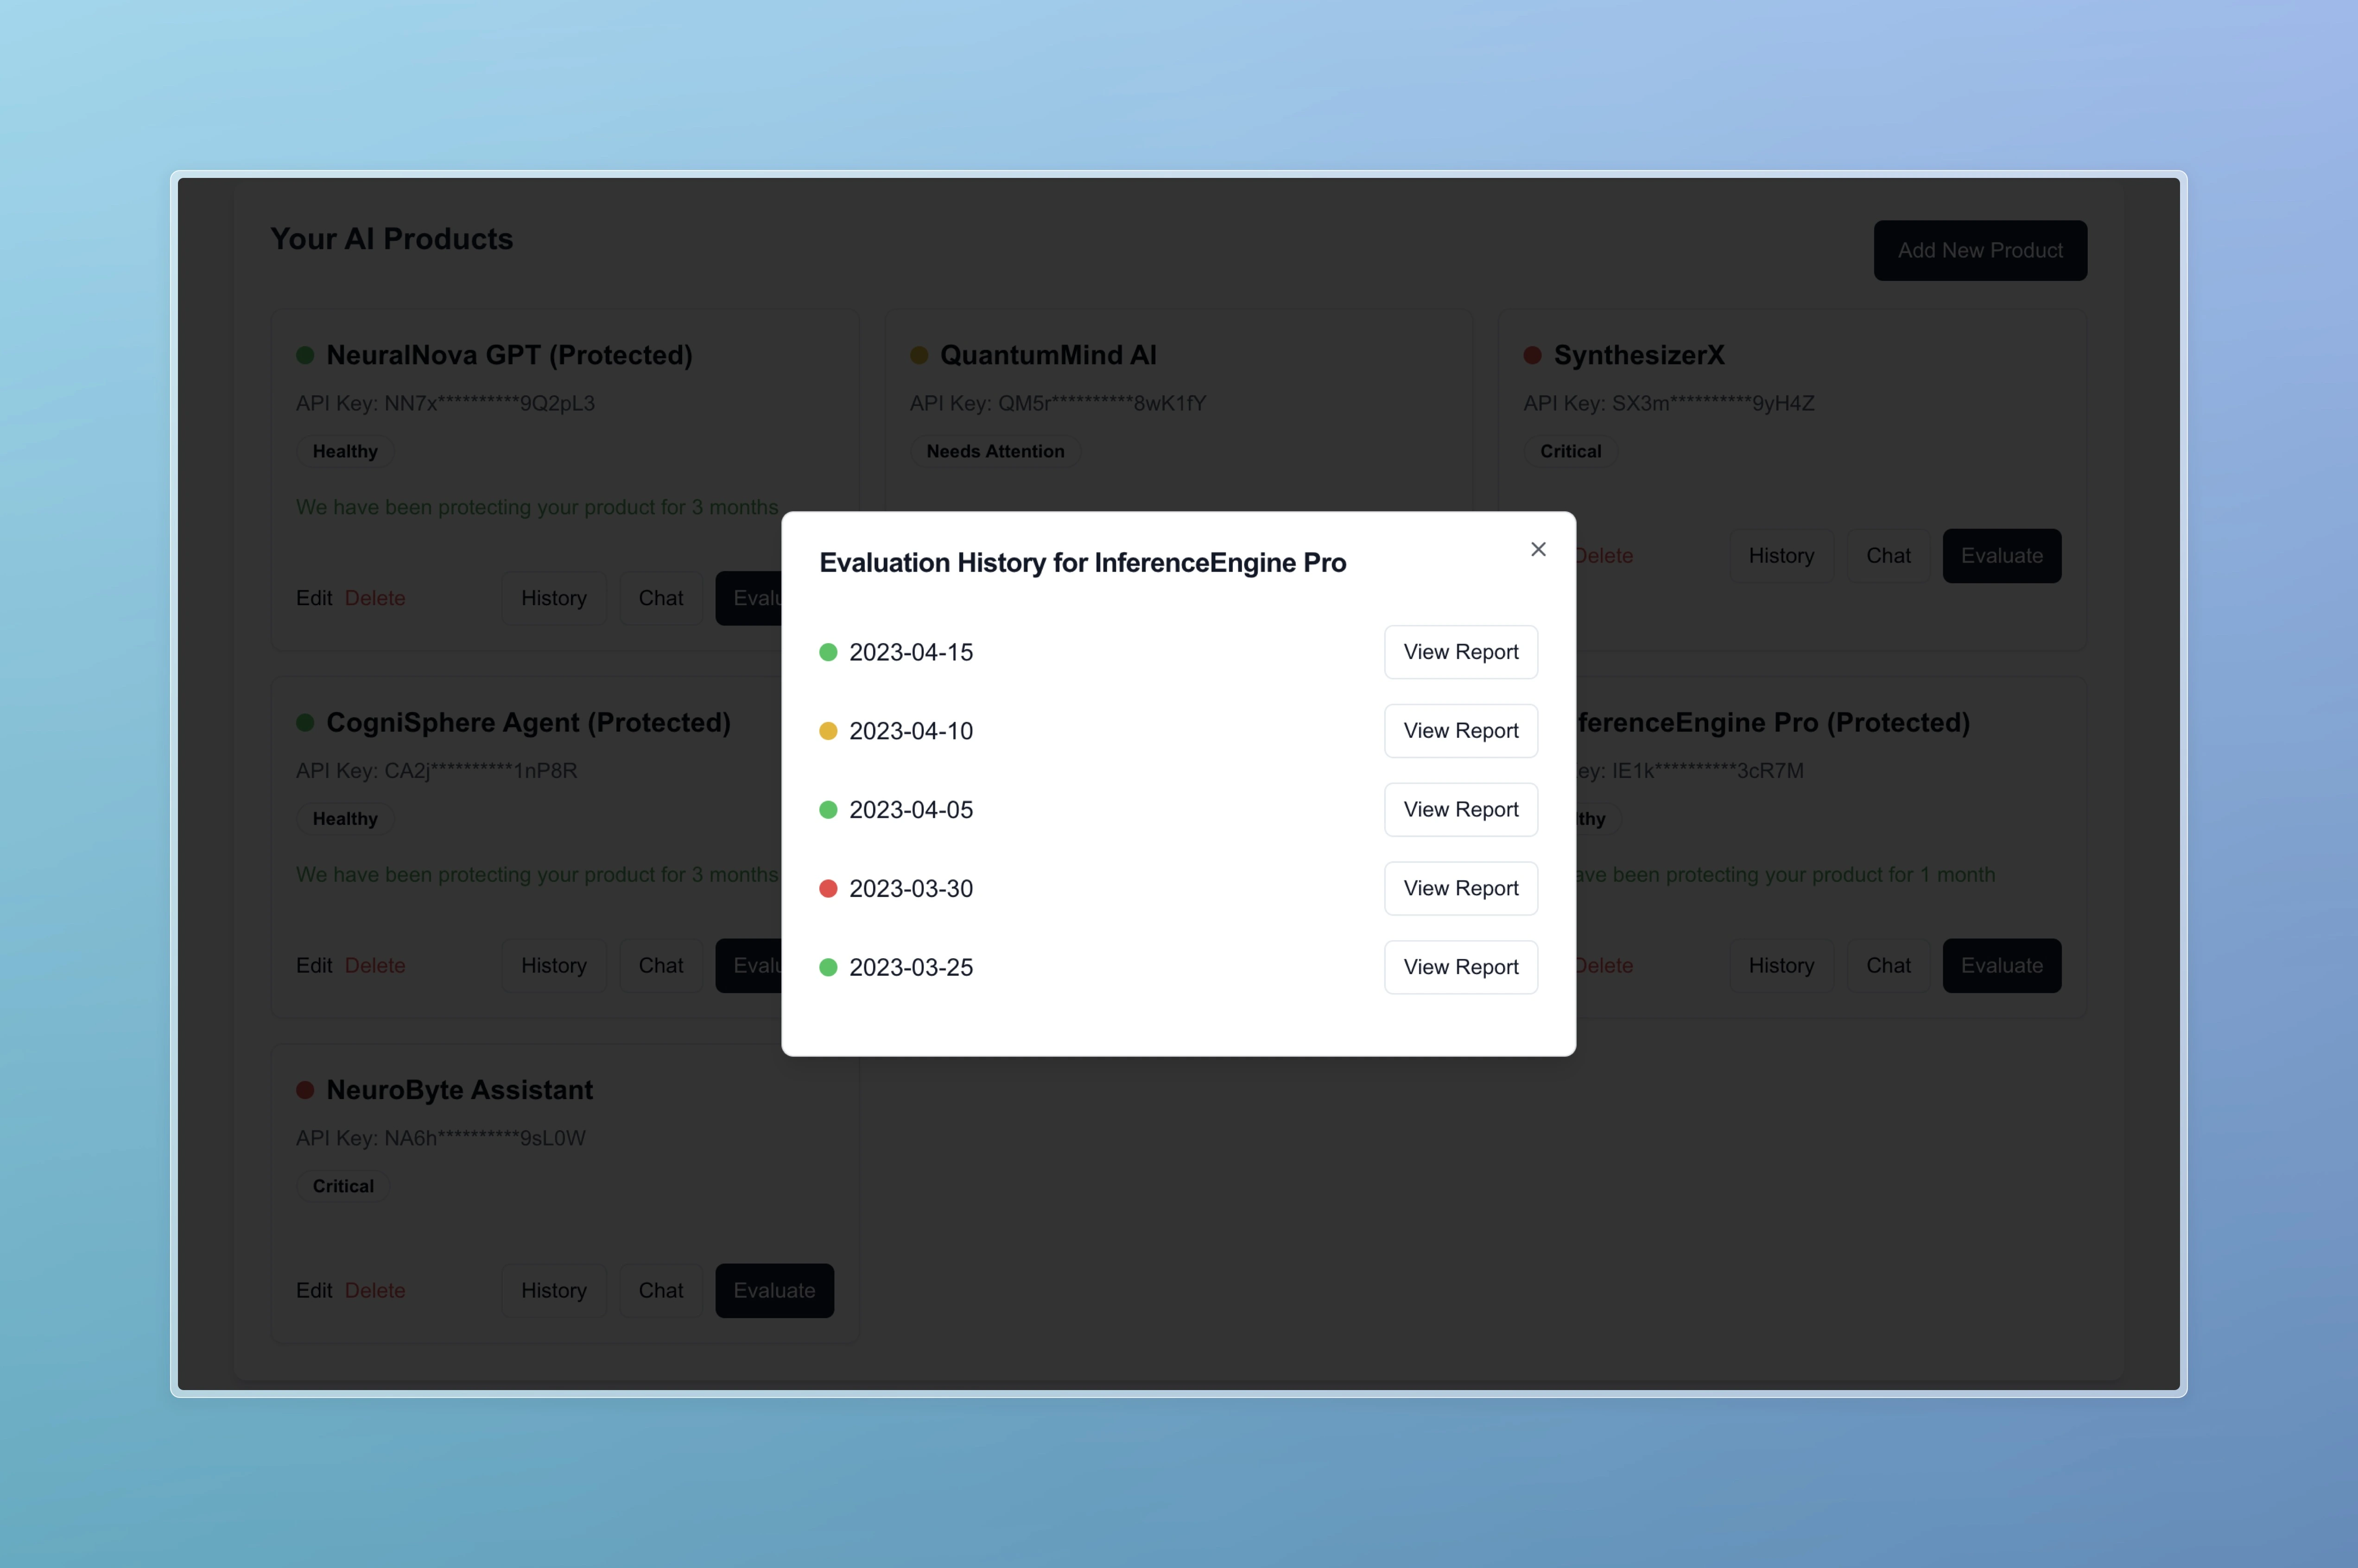 Your AI Products
Add New Product
NeuralNova GPT (Protected)
API Key: NN7x**********9Q2pL3
Healthy
We have been protecting your product for 3 months
Edit Delete History Chat Evalu
QuantumMind AI
API Key: QM5r**********8wK1fY
Needs Attention
SynthesizerX
API Key: SX3m**********9yH4Z
Critical
Delete History Chat Evaluate
Evaluation History for InferenceEngine Pro
2023-04-15 View Report
2023-04-10 View Report
2023-04-05 View Report
2023-03-30 View Report
2023-03-25 View Report
CogniSphere Agent (Protected)
API Key: CA2j**********1nP8R
Healthy
We have been protecting your product for 3 months
Edit Delete History Chat Evalu
ferenceEngine Pro (Protected)
ey: IE1k**********3cR7M
thy
ave been protecting your product for 1 month
Delete History Chat Evaluate
NeuroByte Assistant
API Key: NA6h**********9sL0W
Critical
Edit Delete History Chat Evaluate